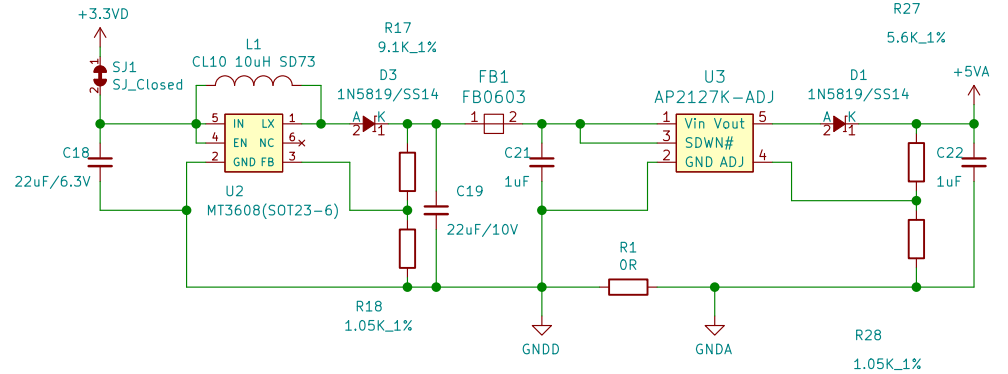 +3.3VD
R17
9.1K_1%
R27
5.6K_1%
L1
CL10 10uH SD73
1
SJ1
SJ_Closed
2
D3
1N5819/SS14
FB1
FB0603
U3
AP2127K-ADJ
D1
1N5819/SS14
+5VA
5 IN LX 1
4 EN NC 6
2 GND FB 3
A K
2 1
1 2
1 Vin Vout 5
3 SDWN#
2 GND ADJ 4
A K
2 1
C18
22uF/6.3V
U2
MT3608(SOT23-6)
C19
22uF/10V
C21
1uF
C22
1uF
R1
0R
R18
1.05K_1%
GNDD
GNDA
R28
1.05K_1%